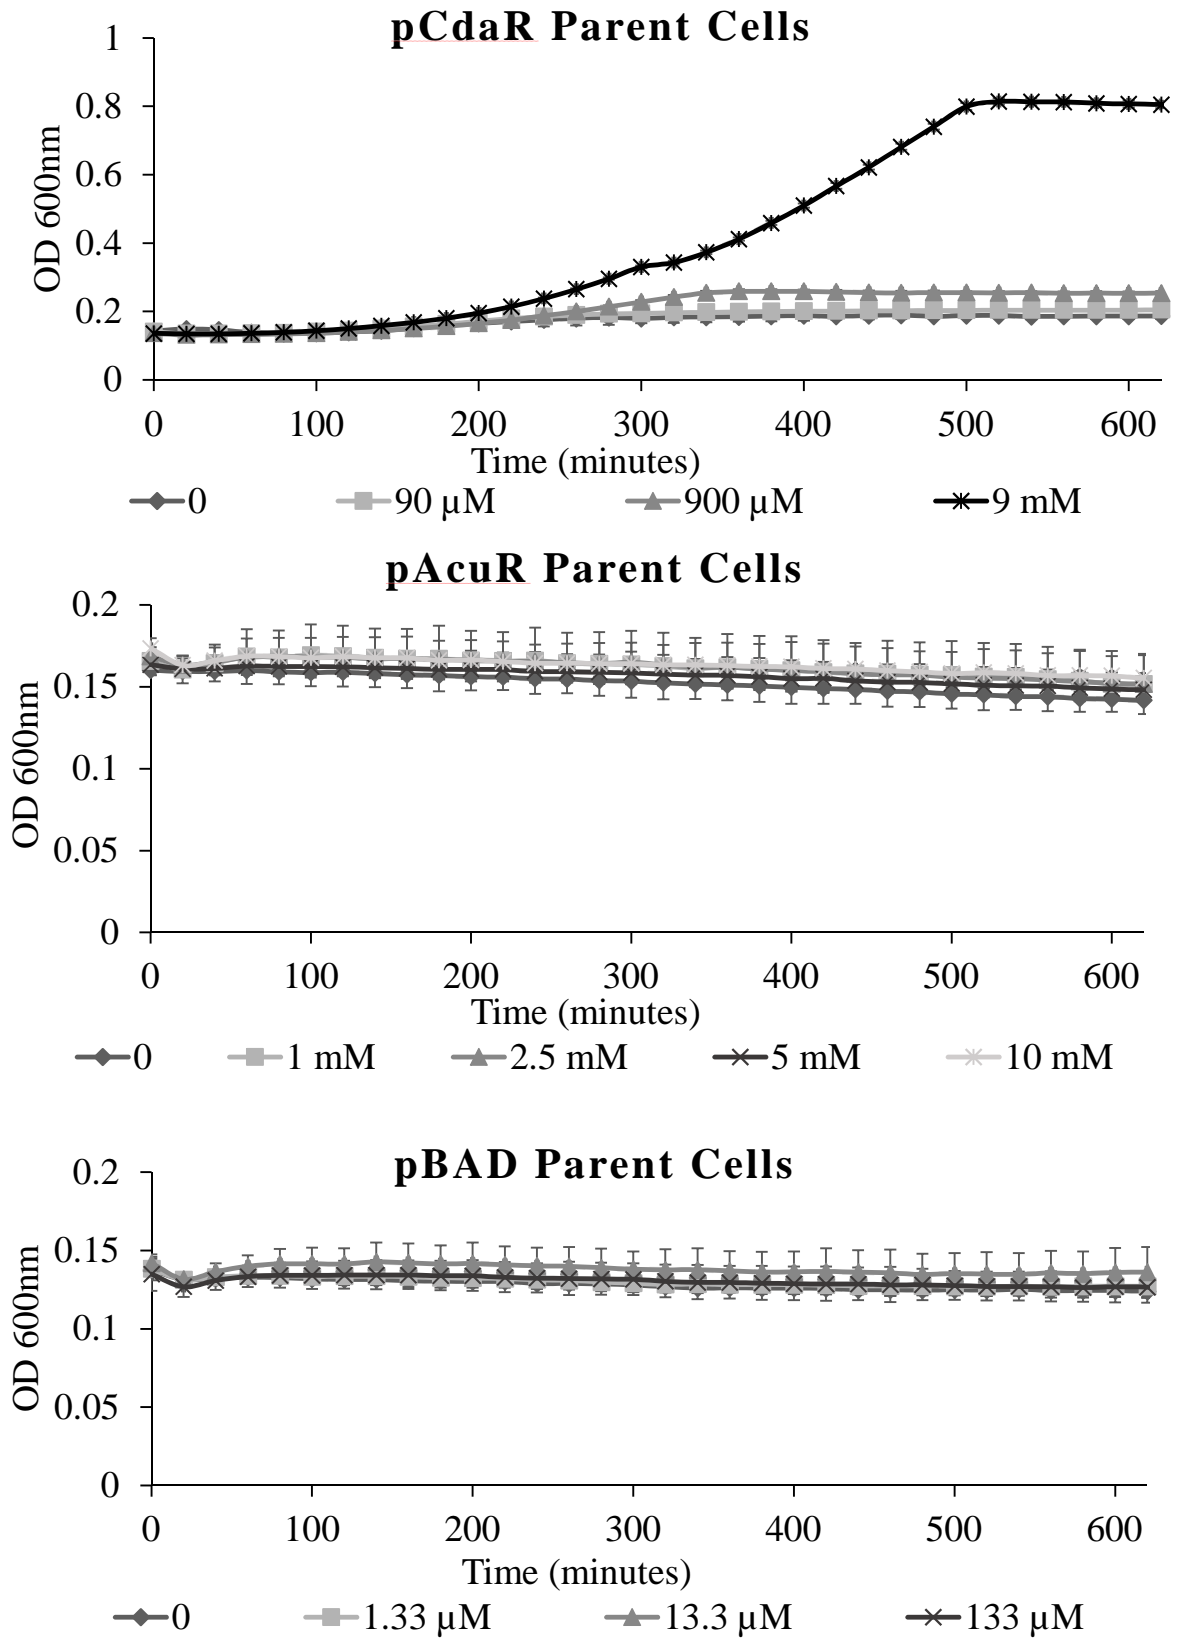 pCdaR Parent Cells
1
0.8
0.6
0.4
0.2
0
OD 600nm
0 100 200 300 400 500 600
Time (minutes)
0 90 µM 900 µM 9 mM
pAcuR Parent Cells
0.2
0.15
0.1
0.05
0
OD 600nm
0 100 200 300 400 500 600
Time (minutes)
0 1 mM 2.5 mM 5 mM 10 mM
pBAD Parent Cells
0.2
0.15
0.1
0.05
0
OD 600nm
0 100 200 300 400 500 600
Time (minutes)
0 1.33 µM 13.3 µM 133 µM